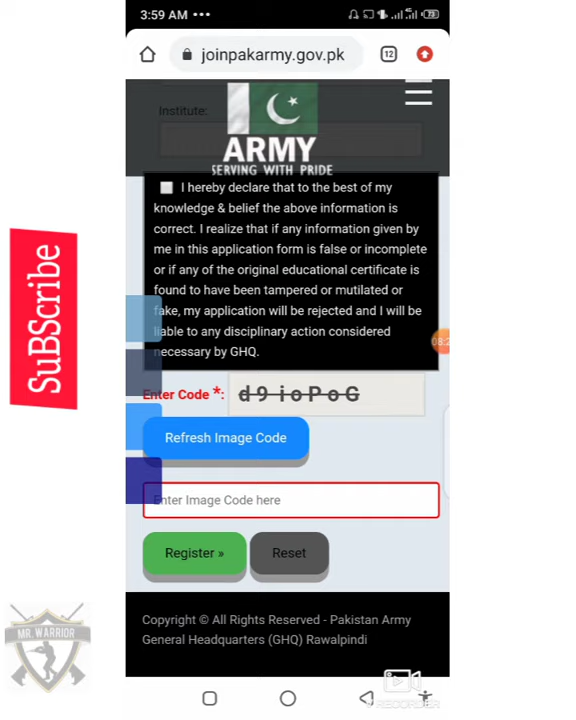 3:59 AM •••
73
joinpakarmy.gov.pk
12
Institute:
ARMY
SERVING WITH PRIDE
I hereby declare that to the best of my
knowledge & belief the above information is
correct. I realize that if any information given by
me in this application form is false or incomplete
or if any of the original educational certificate is
found to have been tampered or mutilated or
fake, my application will be rejected and I will be
liable to any disciplinary action considered
necessary by GHQ.
Enter Code *:
d9ioPoG
Refresh Image Code
Enter Image Code here
Register »
Reset
Copyright © All Rights Reserved - Pakistan Army
General Headquarters (GHQ) Rawalpindi
SuBScribe
MR. WARRIOR
RECORDER